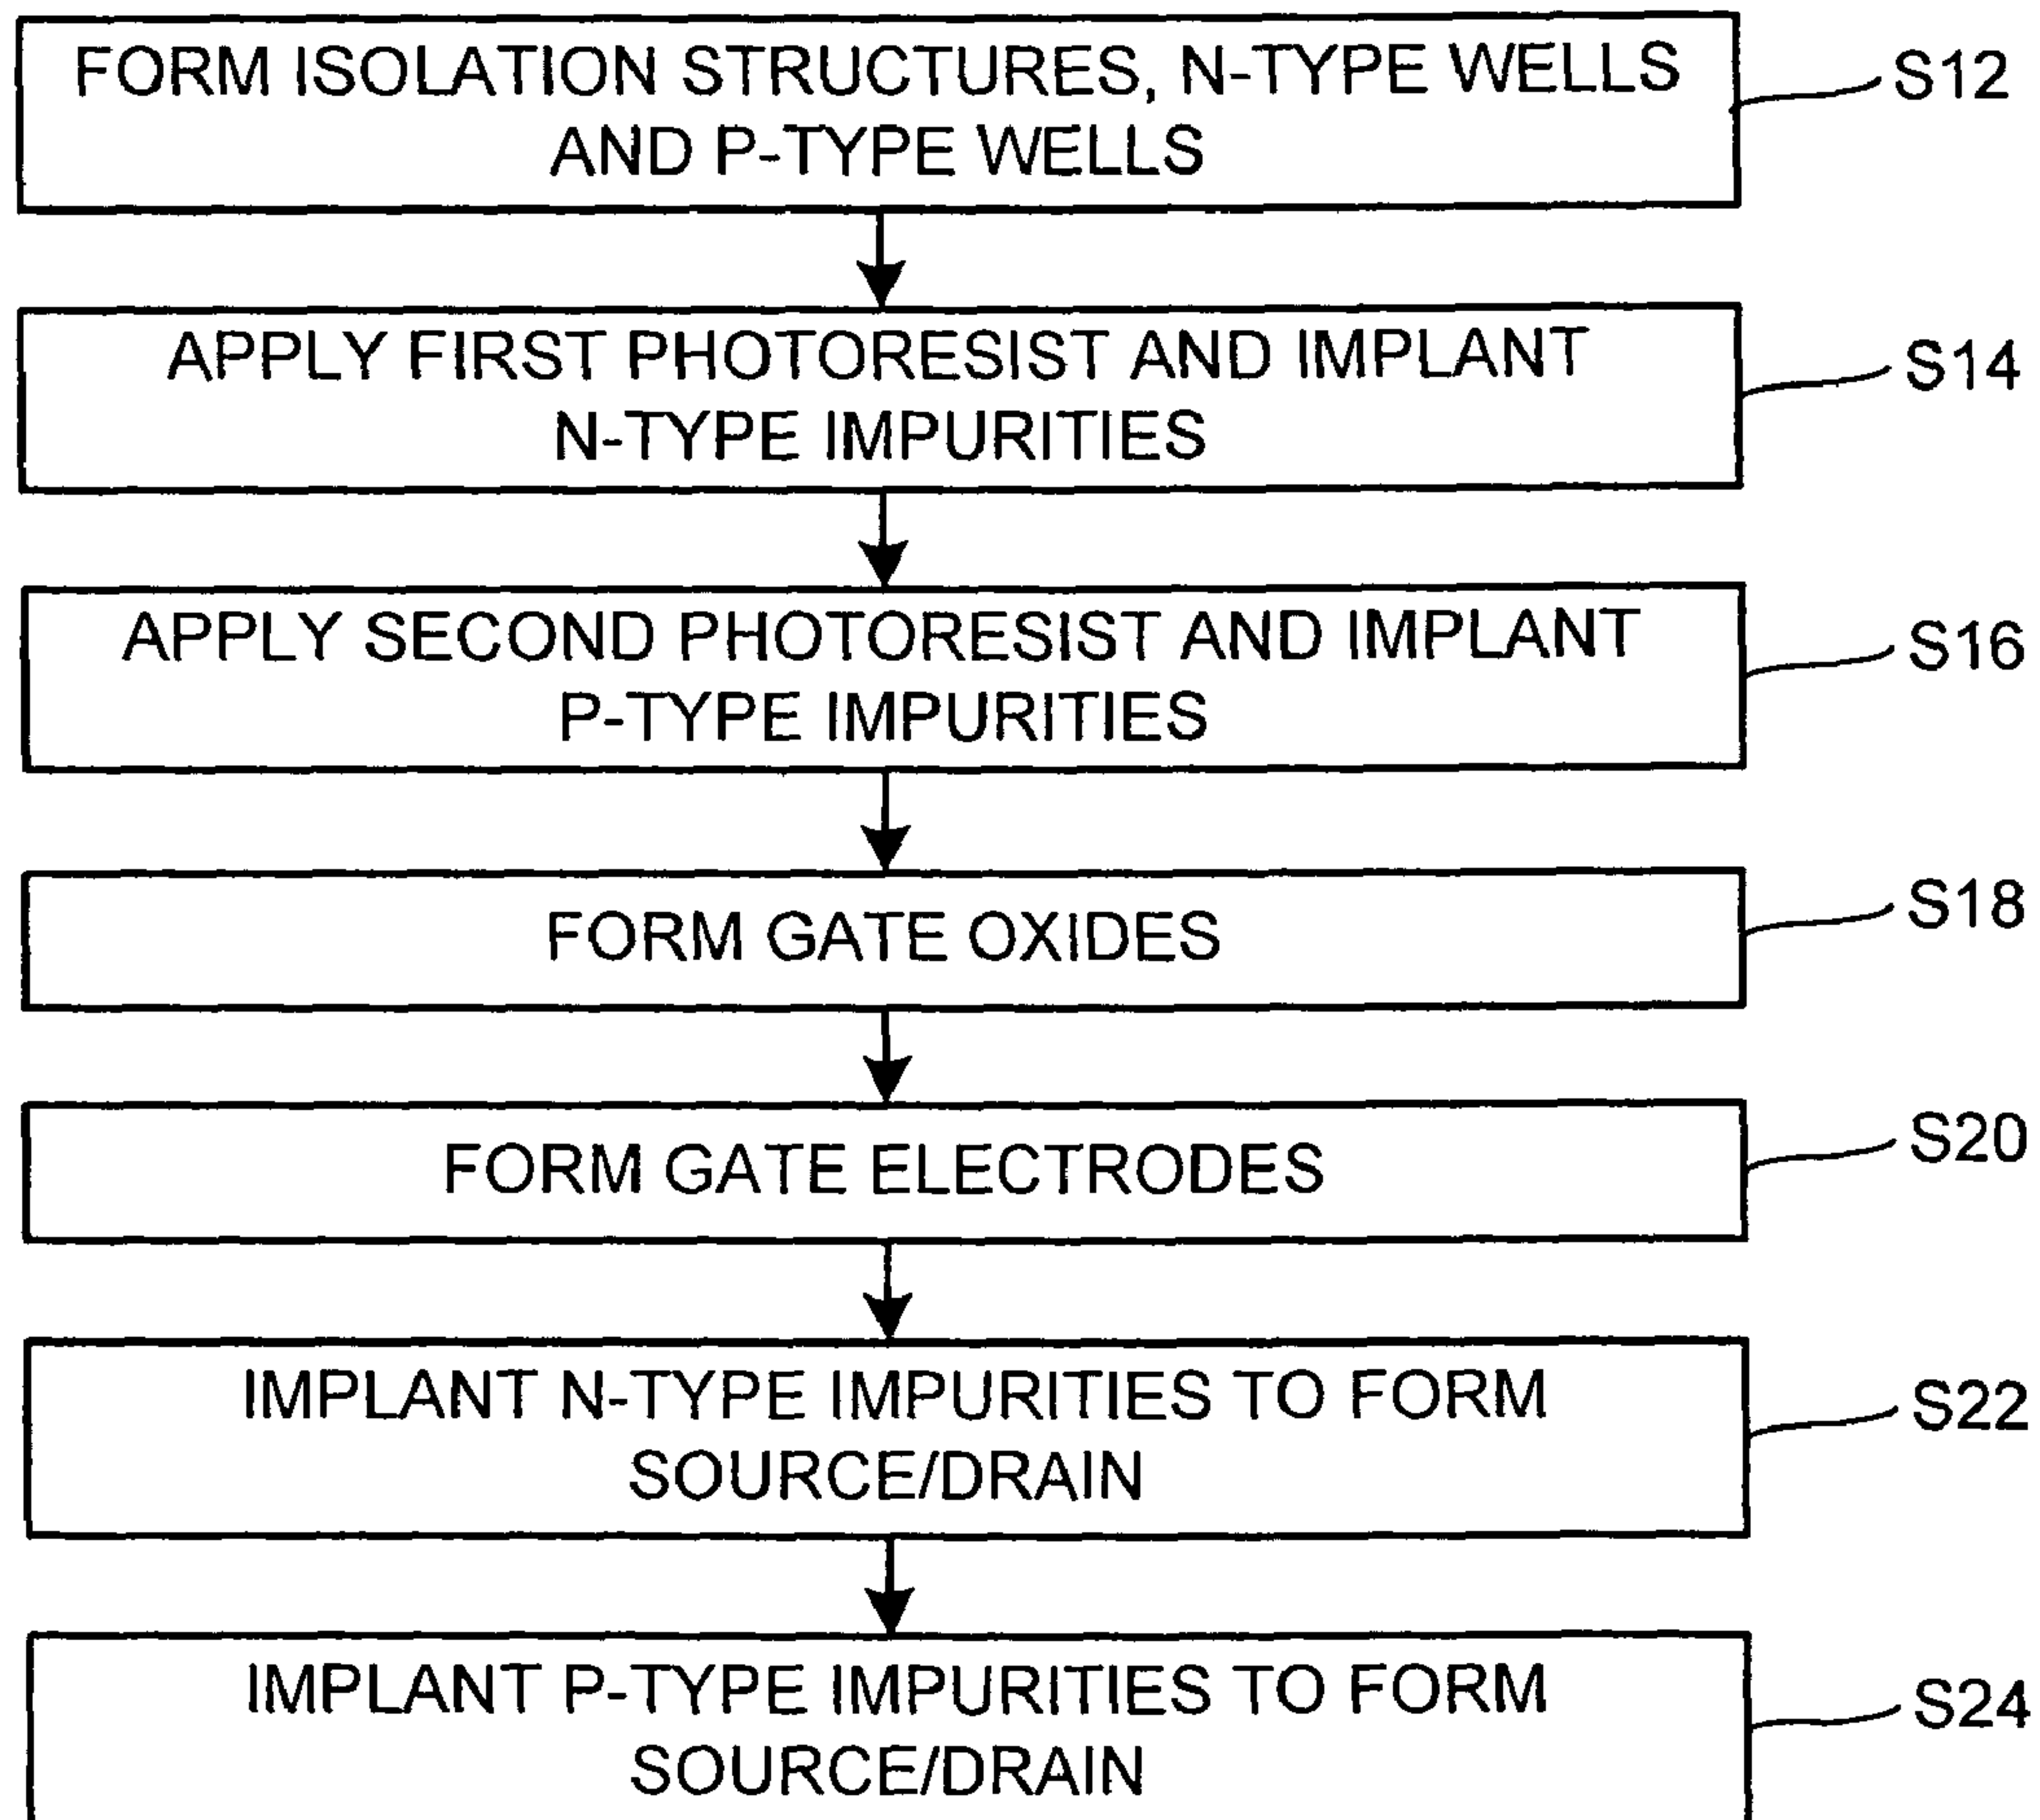 FORM ISOLATION STRUCTURES, N-TYPE WELLS
AND P-TYPE WELLS
S12
APPLY FIRST PHOTORESIST AND IMPLANT
N-TYPE IMPURITIES
S14
APPLY SECOND PHOTORESIST AND IMPLANT
P-TYPE IMPURITIES
S16
FORM GATE OXIDES
S18
FORM GATE ELECTRODES
S20
IMPLANT N-TYPE IMPURITIES TO FORM
SOURCE/DRAIN
S22
IMPLANT P-TYPE IMPURITIES TO FORM
SOURCE/DRAIN
S24